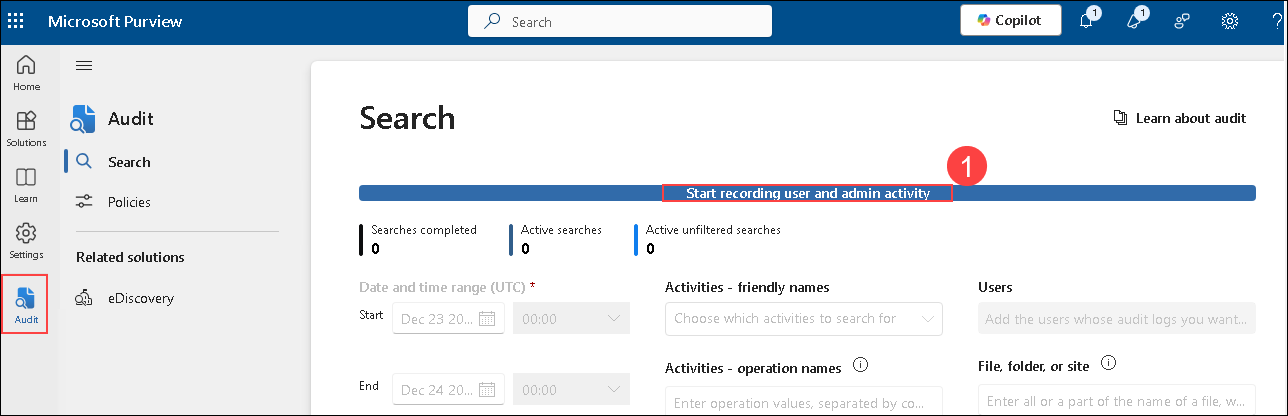 Microsoft Purview
Search
Copilot
1
1
?
Home
Solutions
Learn
Settings
Audit
Audit
Search
Policies
Related solutions
eDiscovery
Search
Learn about audit
1
Start recording user and admin activity
Searches completed
0
Active searches
0
Active unfiltered searches
0
Date and time range (UTC) *
Start
Dec 23 20...
00:00
End
Dec 24 20...
00:00
Activities - friendly names
Choose which activities to search for
Activities - operation names
Enter operation values, separated by co...
Users
Add the users whose audit logs you want...
File, folder, or site
Enter all or a part of the name of a file, w...